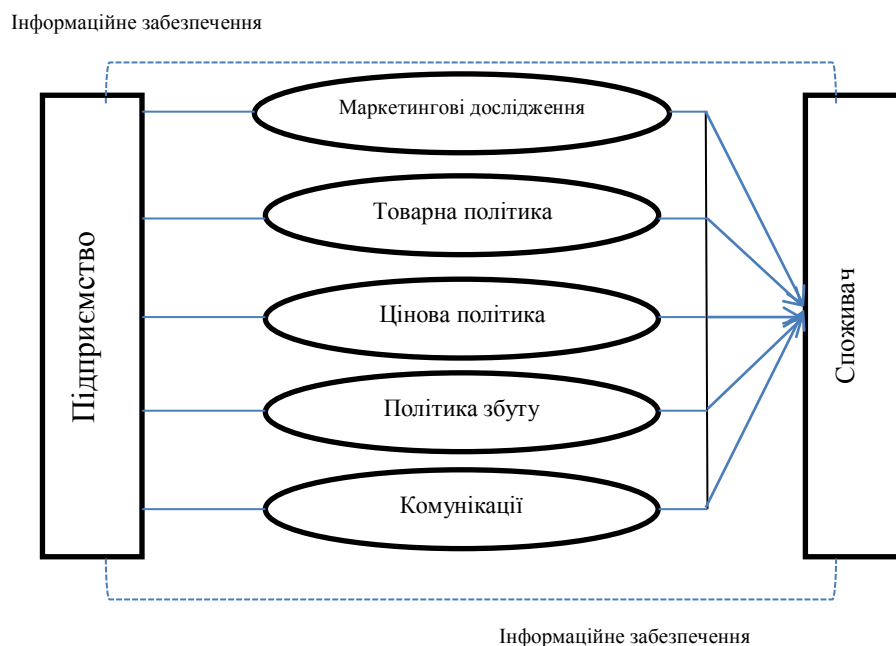 Інформаційне забезпечення
Підприємство
Маркетингові дослідження
Товарна політика
Цінова політика
Політика збуту
Комунікації
Споживач
Інформаційне забезпечення